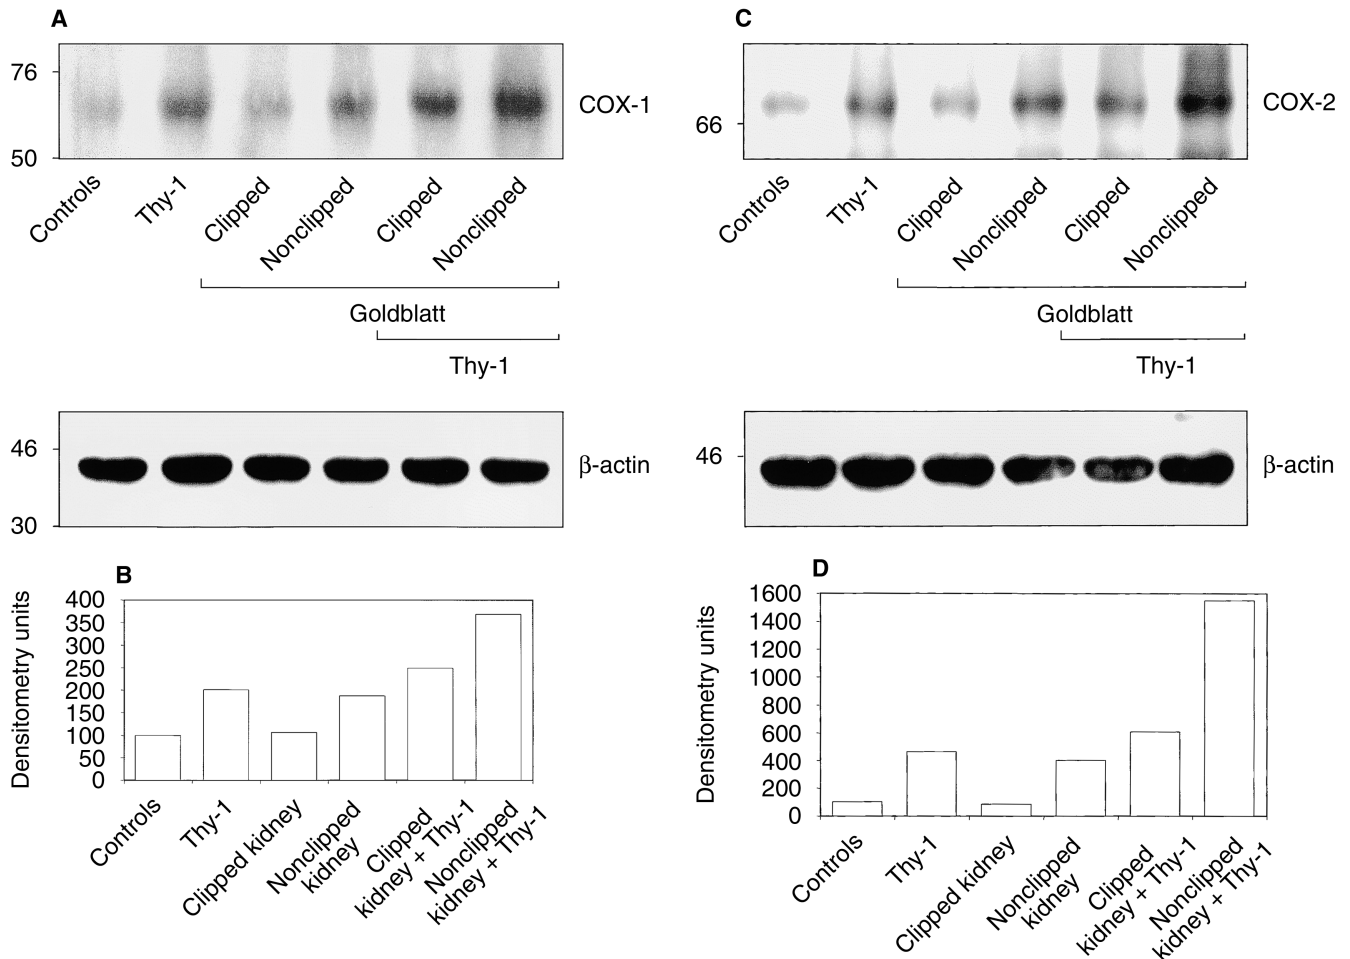 A
76
50
COX-1
Controls
Thy-1
Clipped
Nonclipped
Clipped
Nonclipped
Goldblatt
Thy-1
46
30
β-actin
B
Densitometry units
400
350
300
250
200
150
100
50
0
Controls
Thy-1
Clipped kidney
Nonclipped
kidney
Clipped
kidney + Thy-1
Nonclipped
kidney + Thy-1
C
66
COX-2
Controls
Thy-1
Clipped
Nonclipped
Clipped
Nonclipped
Goldblatt
Thy-1
46
β-actin
D
Densitometry units
1600
1400
1200
1000
800
600
400
200
0
Controls
Thy-1
Clipped kidney
Nonclipped
kidney
Clipped
kidney + Thy-1
Nonclipped
kidney + Thy-1